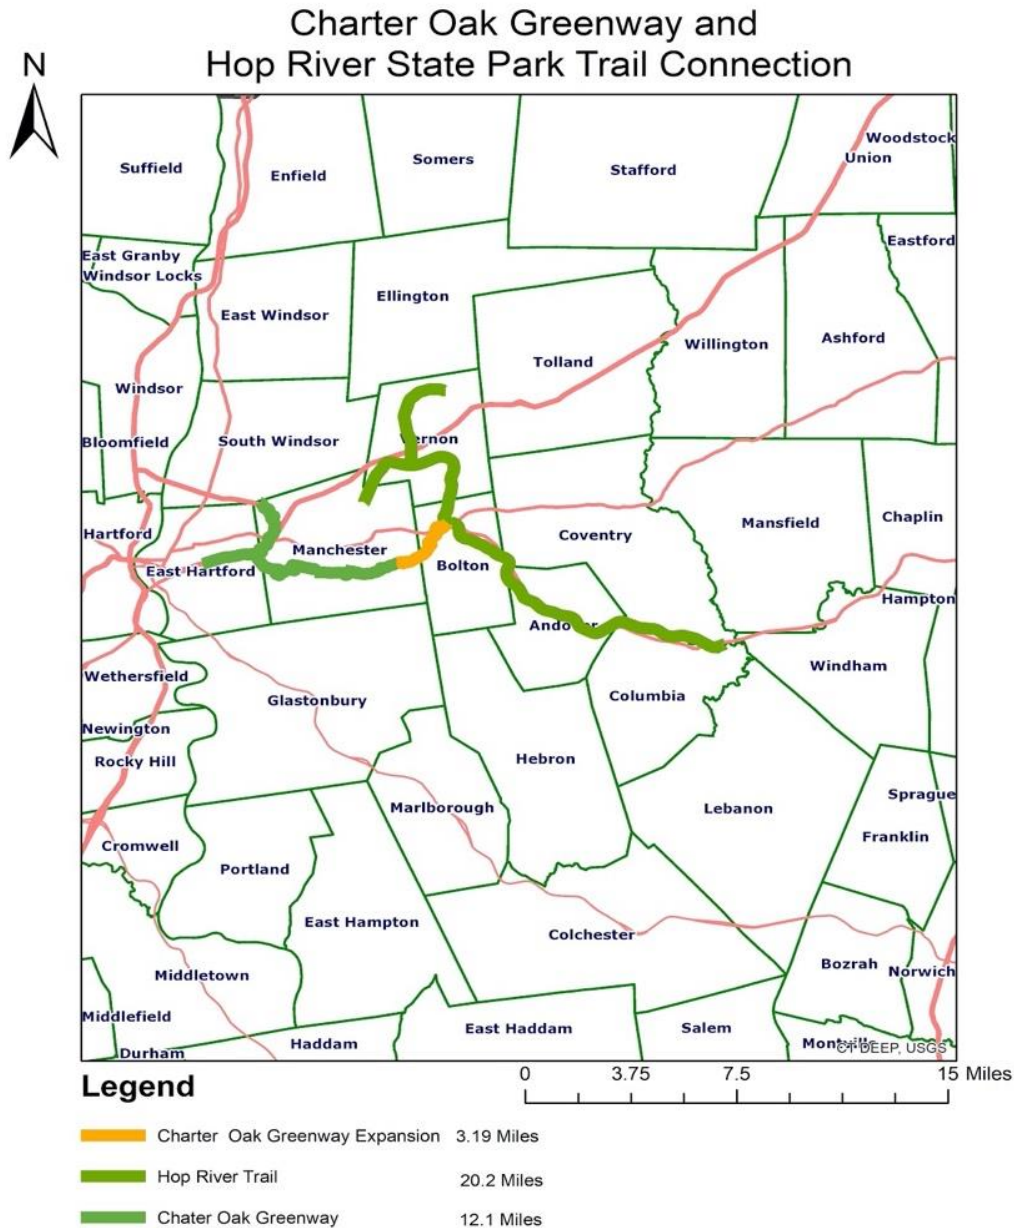 Charter Oak Greenway and
Hop River State Park Trail Connection
N
Woodstock
Union
Suffield
Enfield
Somers
Stafford
East Granby
Windsor Locks
Eastford
East Windsor
Ellington
Tolland
Willington
Ashford
Windsor
Bloomfield
South Windsor
Vernon
Hartford
East Hartford
Manchester
Bolton
Coventry
Mansfield
Chaplin
Hampton
Andover
Wethersfield
Glastonbury
Columbia
Windham
Newington
Rocky Hill
Hebron
Marlborough
Lebanon
Sprague
Franklin
Cromwell
Portland
East Hampton
Colchester
Bozrah
Norwich
Middletown
Middlefield
Durham
Haddam
East Haddam
Salem
Montville
CT DEEP, USGS
0 3.75 7.5 15 Miles
Legend
Charter Oak Greenway Expansion 3.19 Miles
Hop River Trail 20.2 Miles
Chater Oak Greenway 12.1 Miles